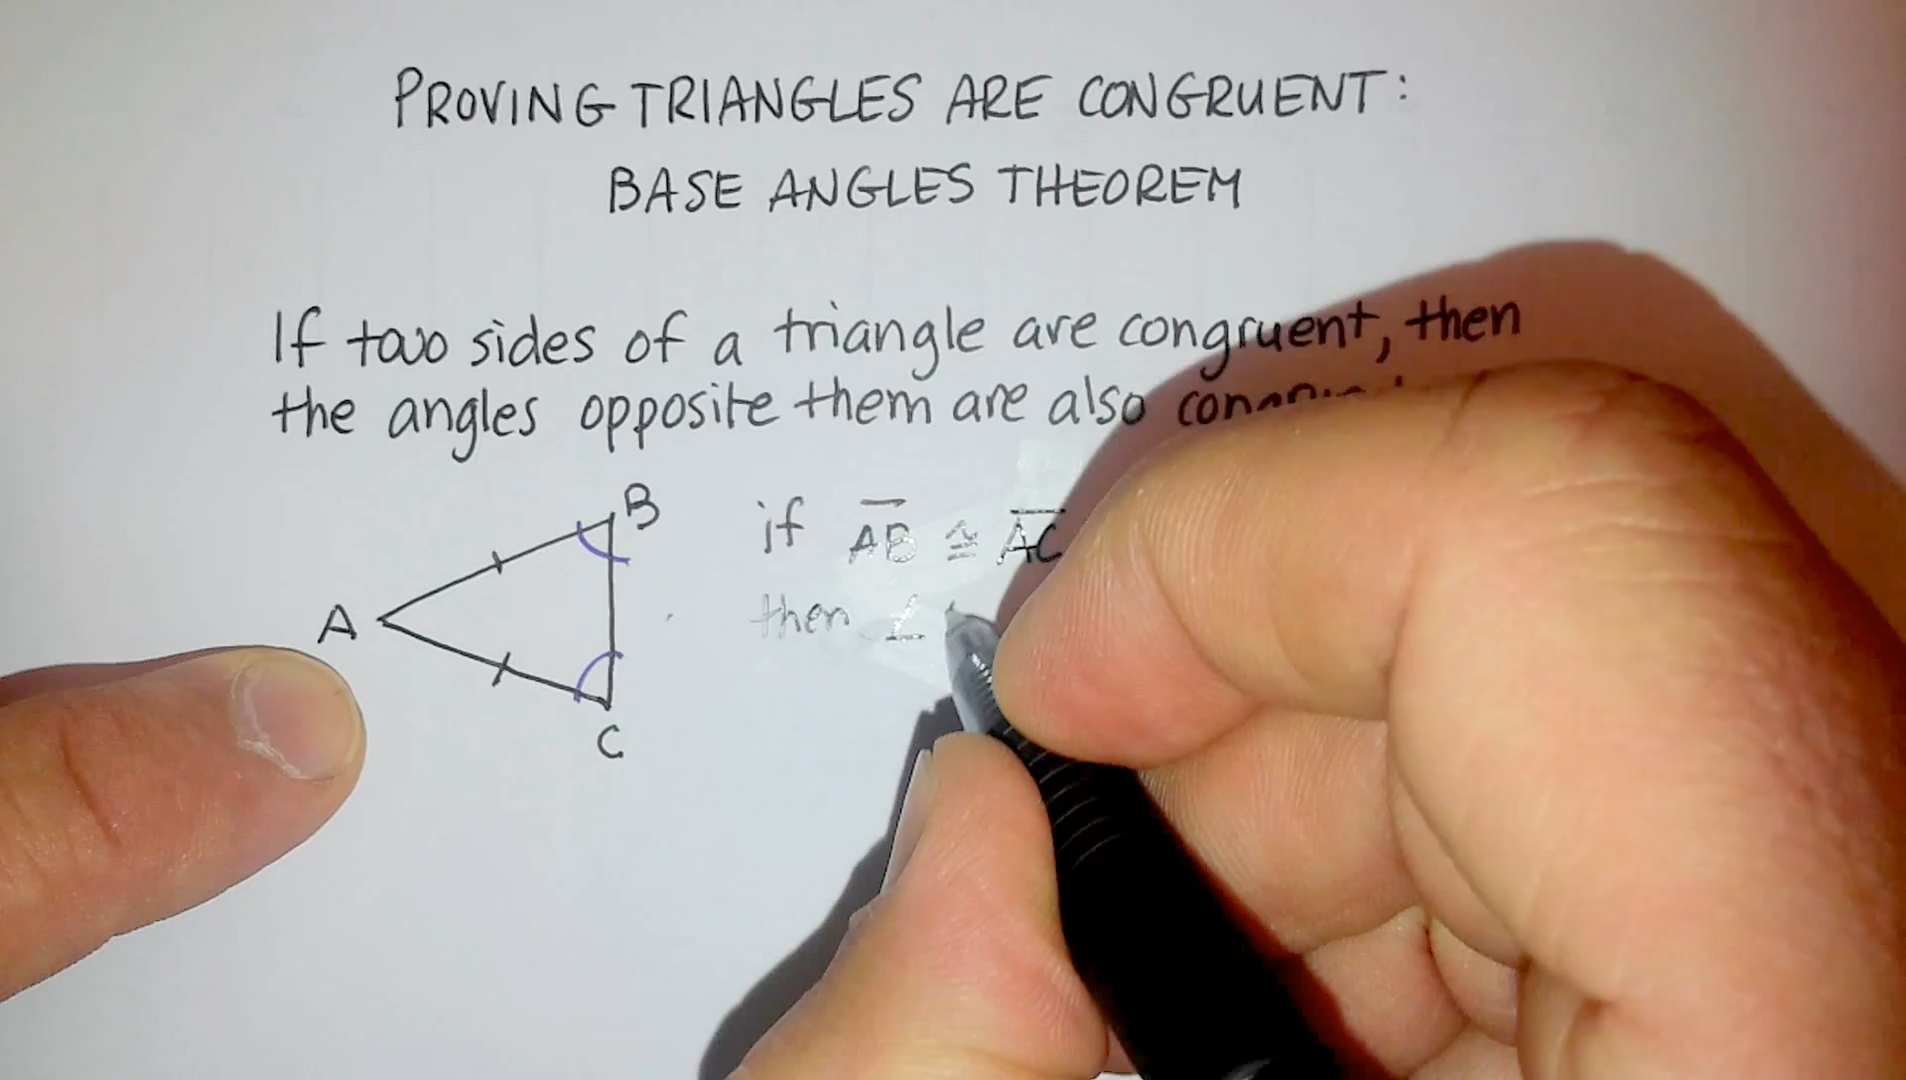 PROVING TRIANGLES ARE CONGRUENT:
BASE ANGLES THEOREM
If two sides of a triangle are congruent, then
the angles opposite them are also
B
if A̅B̅ ≅ A̅C̅
A
then ∠
C